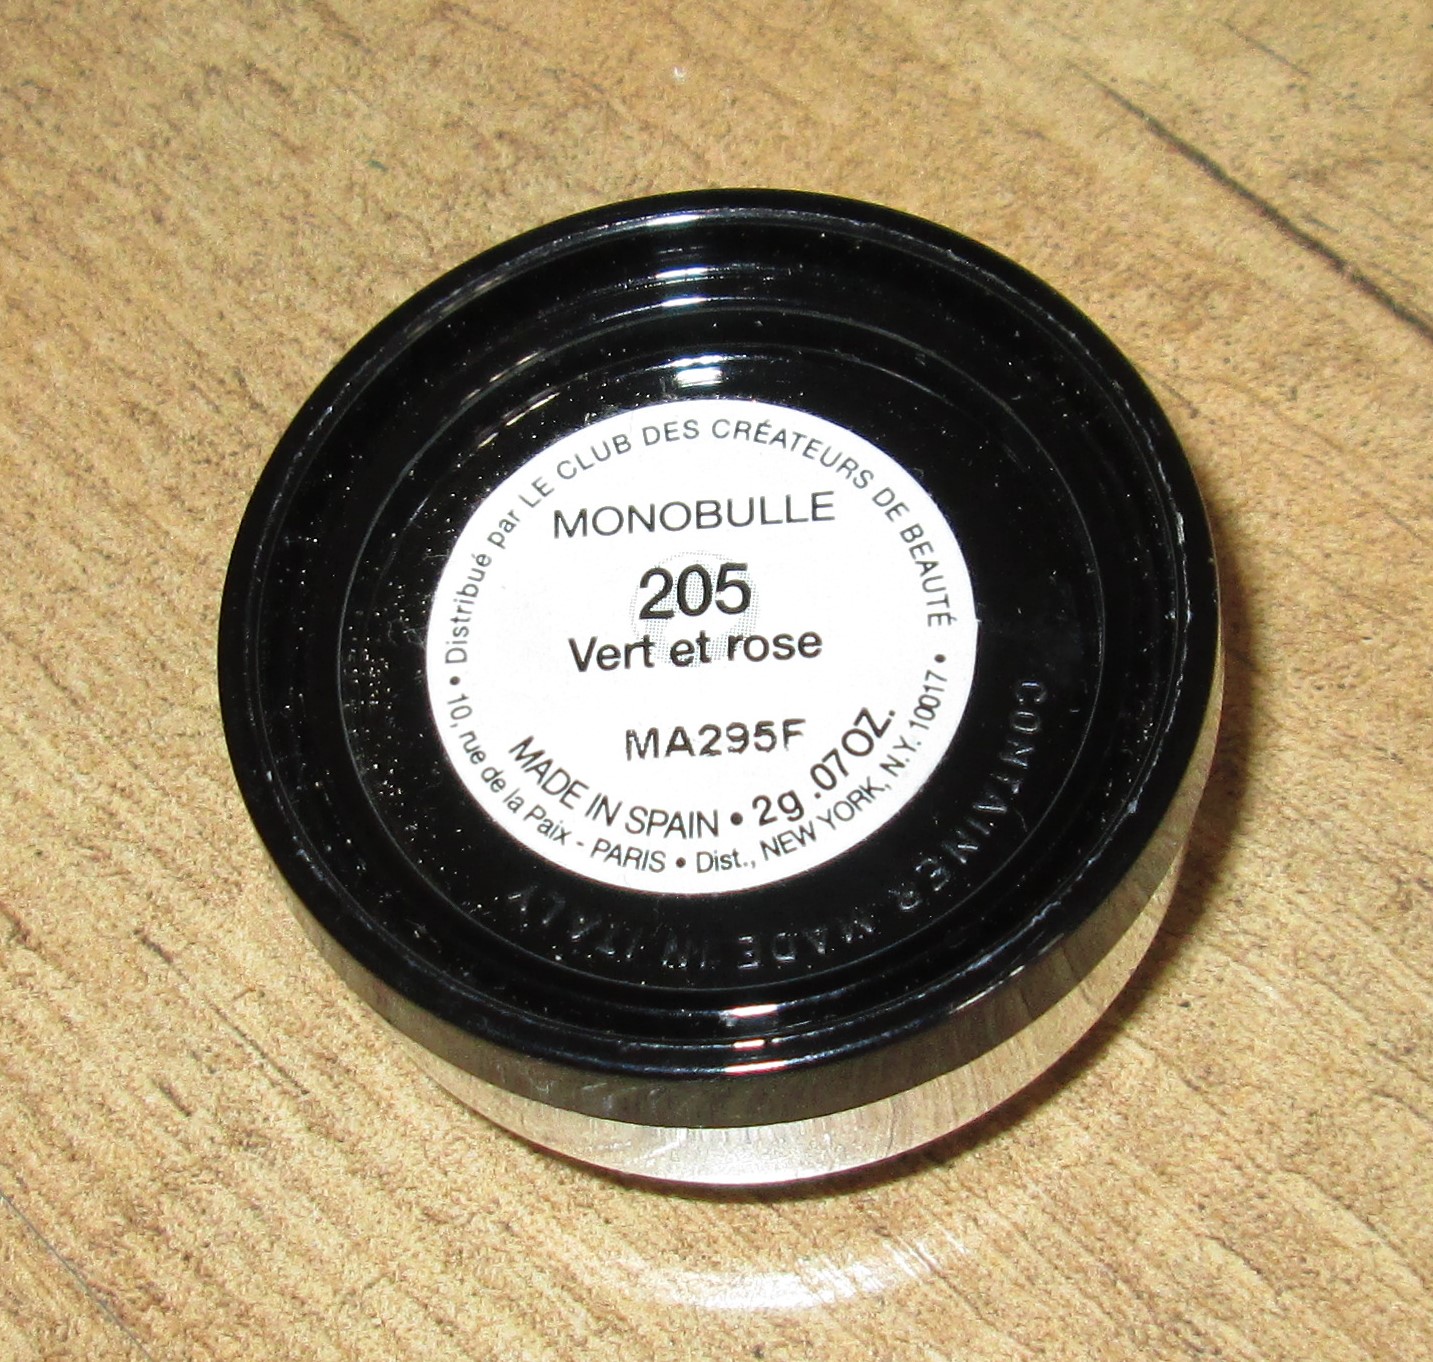 • Distribué par LE CLUB DES CRÉATEURS DE BEAUTÉ •
MONOBULLE
205
Vert et rose
MA295F
MADE IN SPAIN • 2g .07OZ.
10, rue de la Paix - PARIS • Dist., NEW YORK, N.Y. 10017
CONTAINER MADE IN ITALY